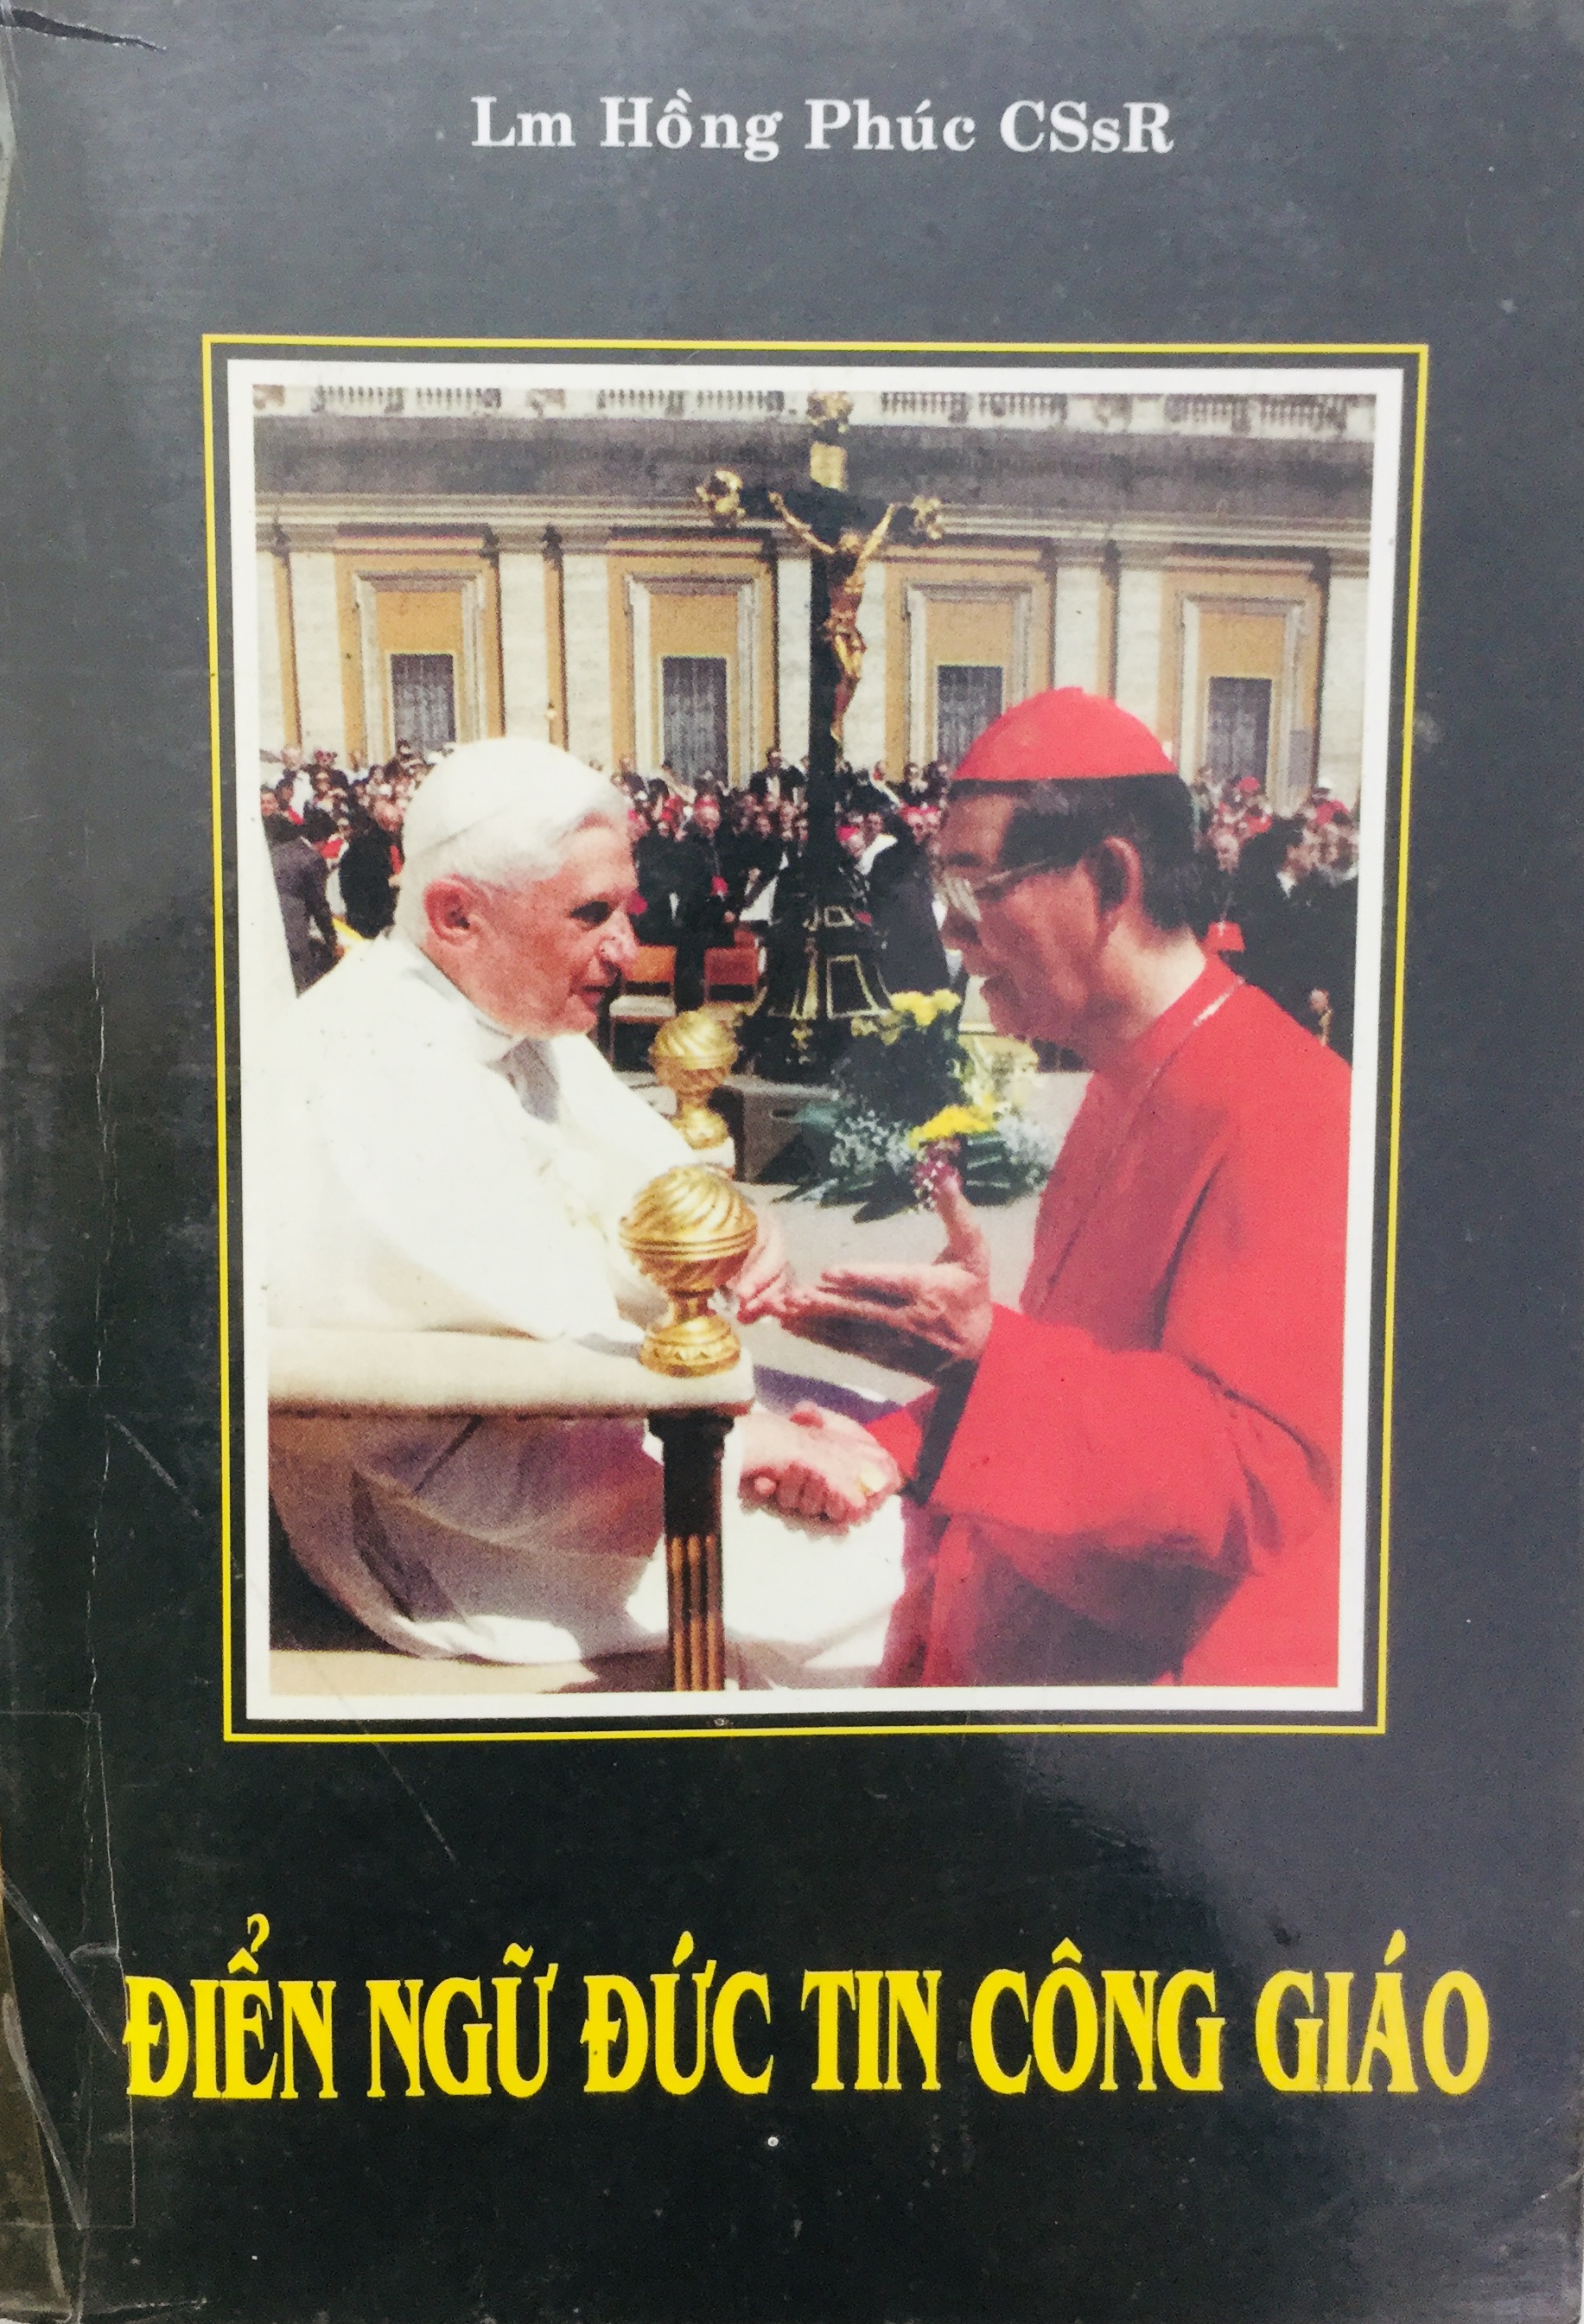 Lm Hồng Phúc CSsR
ĐIỂN NGỮ ĐỨC TIN CÔNG GIÁO